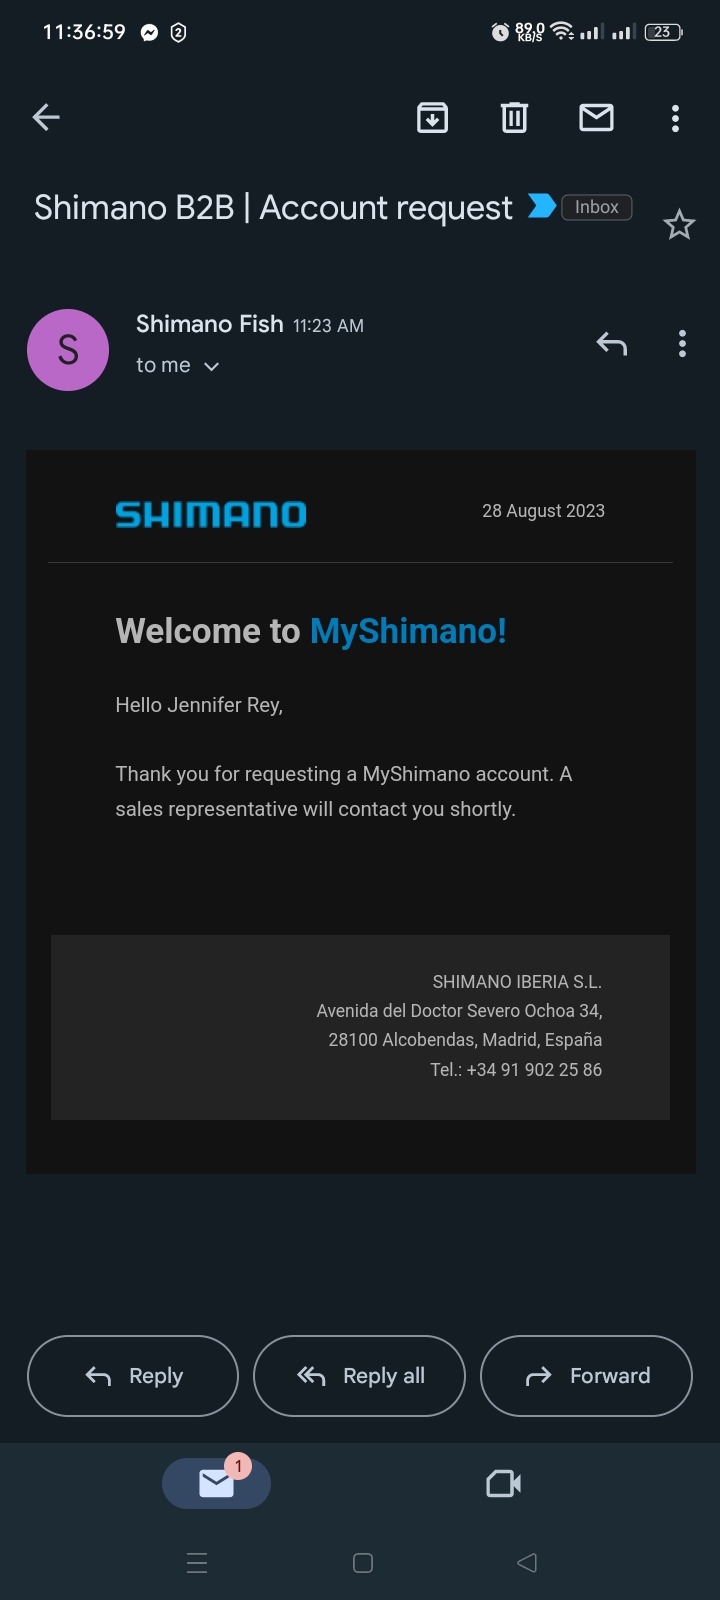 11:36:59 2 89.0 KB/S 23
Shimano B2B | Account request Inbox
S
Shimano Fish 11:23 AM
to me
SHIMANO 28 August 2023
Welcome to MyShimano!
Hello Jennifer Rey,
Thank you for requesting a MyShimano account. A
sales representative will contact you shortly.
SHIMANO IBERIA S.L.
Avenida del Doctor Severo Ochoa 34,
28100 Alcobendas, Madrid, España
Tel.: +34 91 902 25 86
Reply Reply all Forward
1